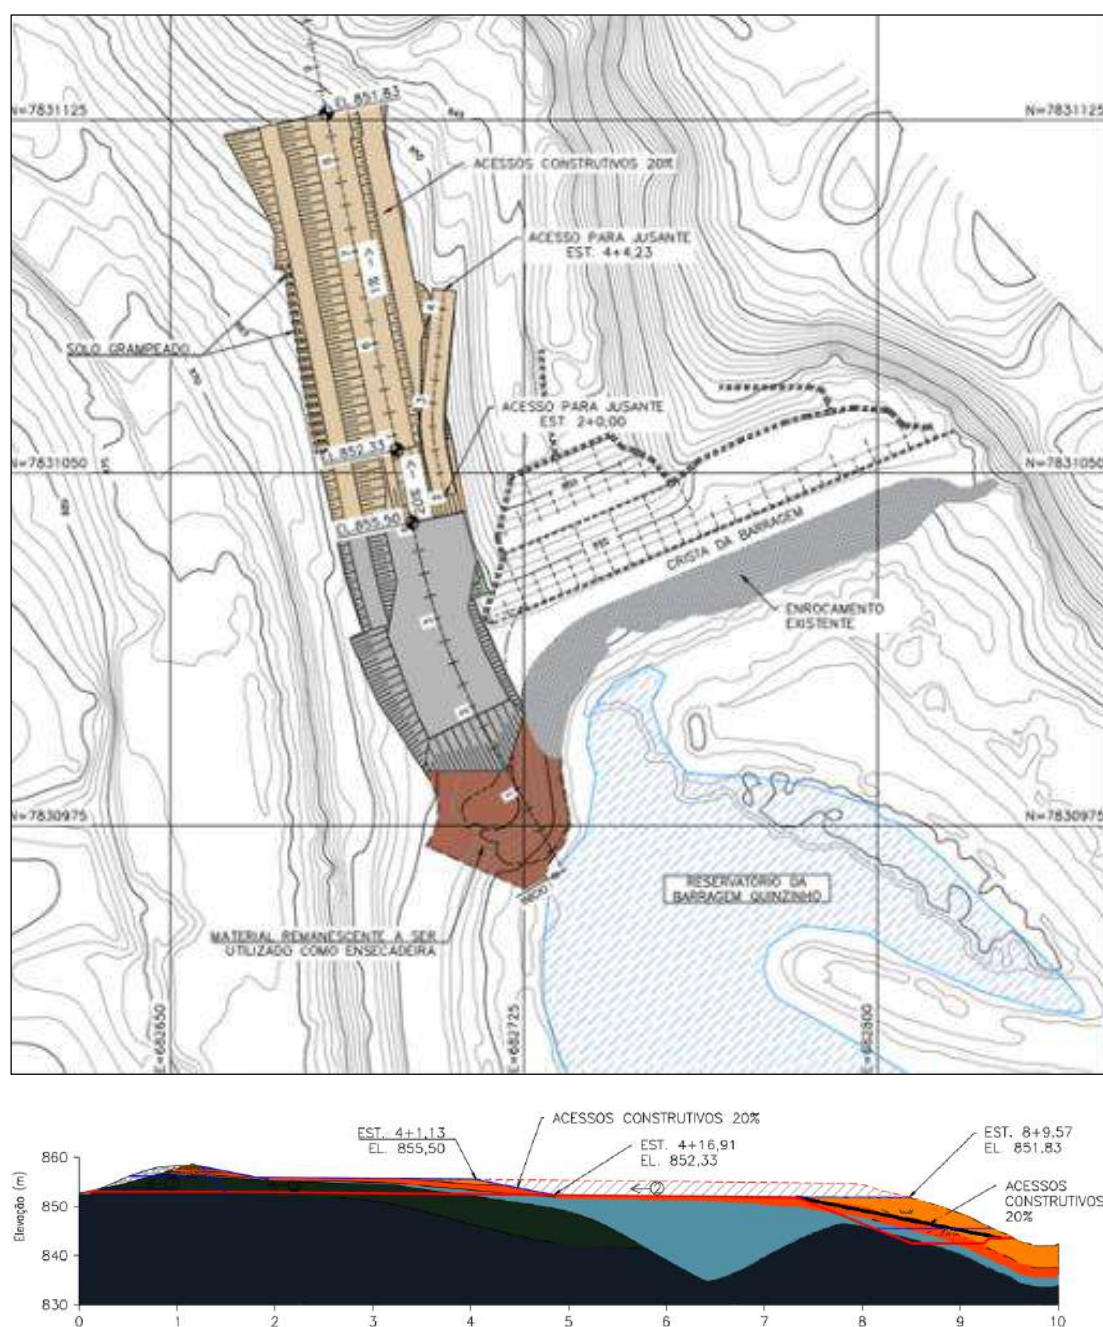 EL.851,83
N=7831125
N=7831125
ACESSOS CONSTRUTIVOS 20%
ACESSO PARA JUSANTE
EST. 4+4,23
SOLO GRAMPEADO
ACESSO PARA JUSANTE
EST. 2+0,00
EL.852,33
N=7831050
N=7831050
EL.855,50
CRISTA DA BARRAGEM
ENROCAMENTO
EXISTENTE
N=7830975
N=7830975
RESERVATÓRIO DA
BARRAGEM QUINZINHO
MATERIAL REMANESCENTE A SER
UTILIZADO COMO ENSECADEIRA
E=682650
E=682725
E=682800
ACESSOS CONSTRUTIVOS 20%
EST. 4+1,13
EL. 855,50
EST. 4+16,91
EL. 852,33
EST. 8+9,57
EL. 851,83
ACESSOS
CONSTRUTIVOS
20%
Elevação (m)
860
850
840
830
2
0 1 2 3 4 5 6 7 8 9 10